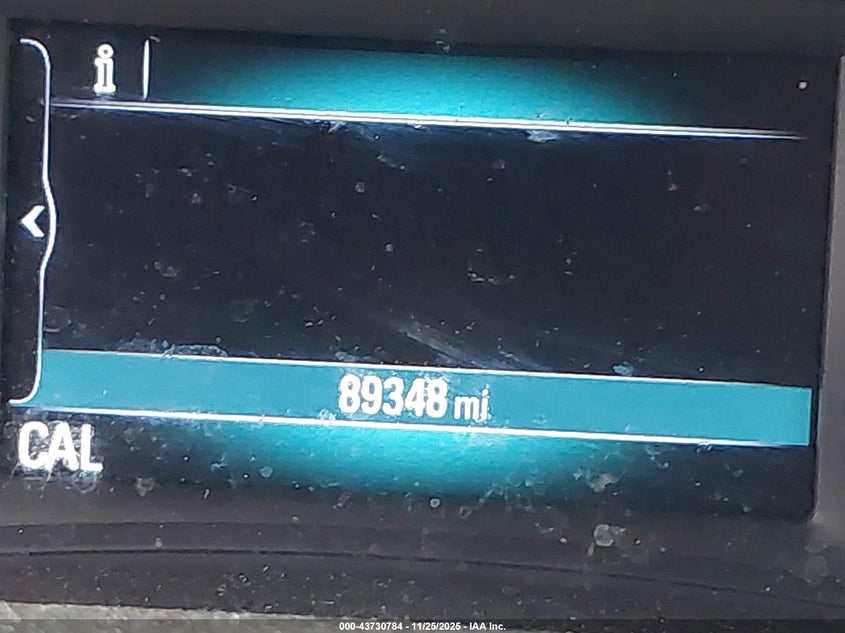 i
89348 mi
CAL
000-43730784 - 11/25/2025 - IAA Inc.